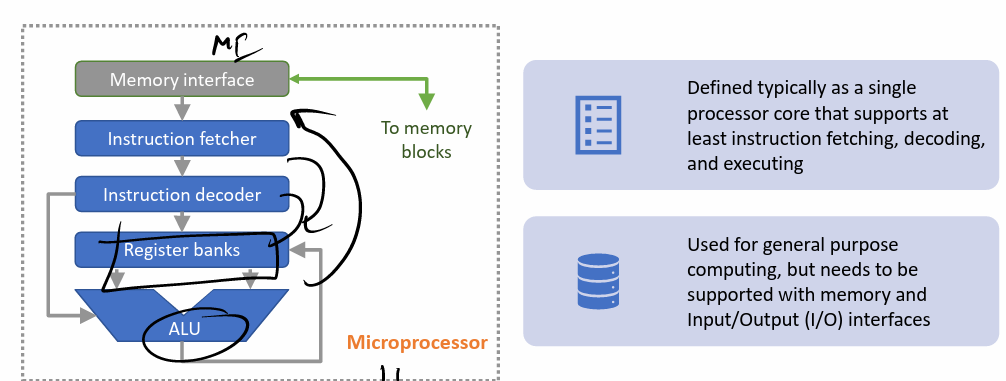 Memory interface
Instruction fetcher
Instruction decoder
Register banks
ALU
To memory
blocks
Microprocessor
Defined typically as a single
processor core that supports at
least instruction fetching, decoding,
and executing
Used for general purpose
computing, but needs to be
supported with memory and
Input/Output (I/O) interfaces